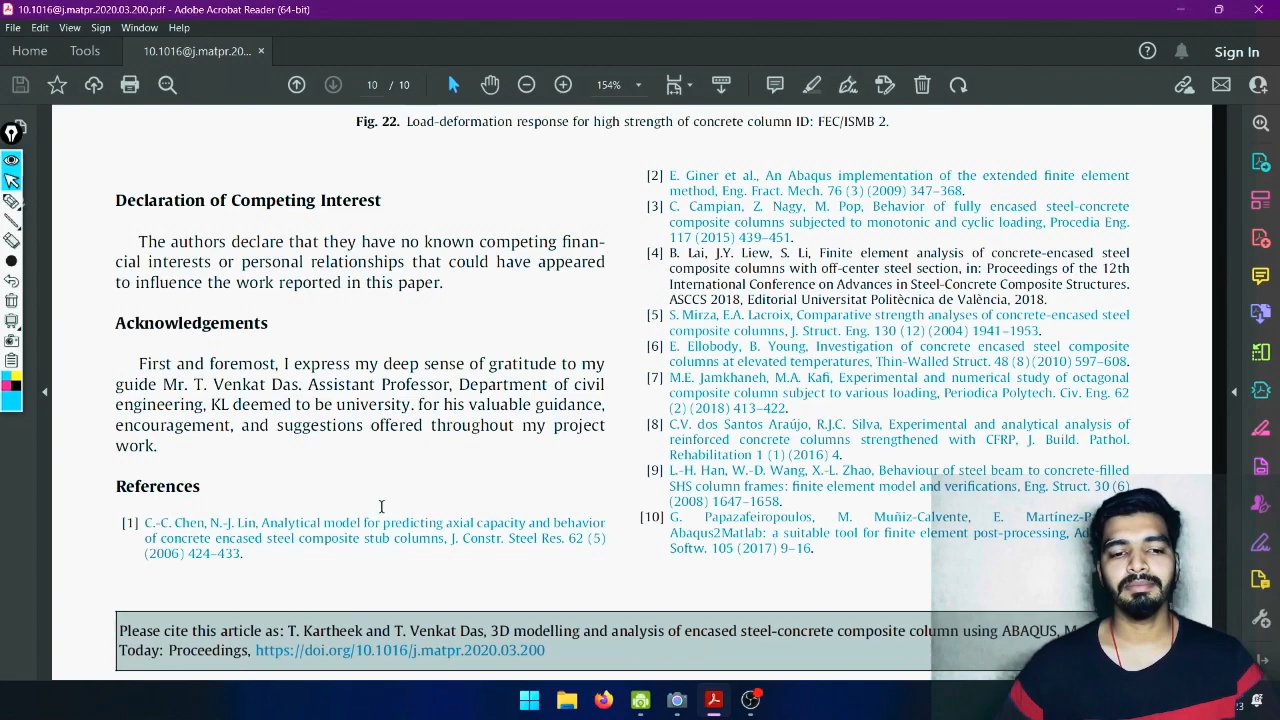 10.1016@j.matpr.2020.03.200.pdf - Adobe Acrobat Reader (64-bit)
File Edit View Sign Window Help
Home Tools 10.1016@j.matpr.20... × Sign In
10 / 10 154%
Fig. 22. Load-deformation response for high strength of concrete column ID: FEC/ISMB 2.
Declaration of Competing Interest
The authors declare that they have no known competing finan-
cial interests or personal relationships that could have appeared
to influence the work reported in this paper.
Acknowledgements
First and foremost, I express my deep sense of gratitude to my
guide Mr. T. Venkat Das. Assistant Professor, Department of civil
engineering, KL deemed to be university. for his valuable guidance,
encouragement, and suggestions offered throughout my project
work.
References
[1] C.-C. Chen, N.-J. Lin, Analytical model for predicting axial capacity and behavior
of concrete encased steel composite stub columns, J. Constr. Steel Res. 62 (5)
(2006) 424–433.
[2] E. Giner et al., An Abaqus implementation of the extended finite element
method, Eng. Fract. Mech. 76 (3) (2009) 347–368.
[3] C. Campian, Z. Nagy, M. Pop, Behavior of fully encased steel-concrete
composite columns subjected to monotonic and cyclic loading, Procedia Eng.
117 (2015) 439–451.
[4] B. Lai, J.Y. Liew, S. Li, Finite element analysis of concrete-encased steel
composite columns with off-center steel section, in: Proceedings of the 12th
International Conference on Advances in Steel-Concrete Composite Structures.
ASCCS 2018, Editorial Universitat Politècnica de València, 2018.
[5] S. Mirza, E.A. Lacroix, Comparative strength analyses of concrete-encased steel
composite columns, J. Struct. Eng. 130 (12) (2004) 1941–1953.
[6] E. Ellobody, B. Young, Investigation of concrete encased steel composite
columns at elevated temperatures, Thin-Walled Struct. 48 (8) (2010) 597–608.
[7] M.E. Jamkhaneh, M.A. Kafi, Experimental and numerical study of octagonal
composite column subject to various loading, Periodica Polytech. Civ. Eng. 62
(2) (2018) 413–422.
[8] C.V. dos Santos Araújo, R.J.C. Silva, Experimental and analytical analysis of
reinforced concrete columns strengthened with CFRP, J. Build. Pathol.
Rehabilitation 1 (1) (2016) 4.
[9] L.-H. Han, W.-D. Wang, X.-L. Zhao, Behaviour of steel beam to concrete-filled
SHS column frames: finite element model and verifications, Eng. Struct. 30 (6)
(2008) 1647–1658.
[10] G. Papazafeiropoulos, M. Muñiz-Calvente, E.
Abaqus2Matlab: a suitable tool for finite element post-processing,
Softw. 105 (2017) 9–16.
Please cite this article as: T. Kartheek and T. Venkat Das, 3D modelling and analysis of encased steel-concrete composite column using ABAQUS,
Today: Proceedings, https://doi.org/10.1016/j.matpr.2020.03.200